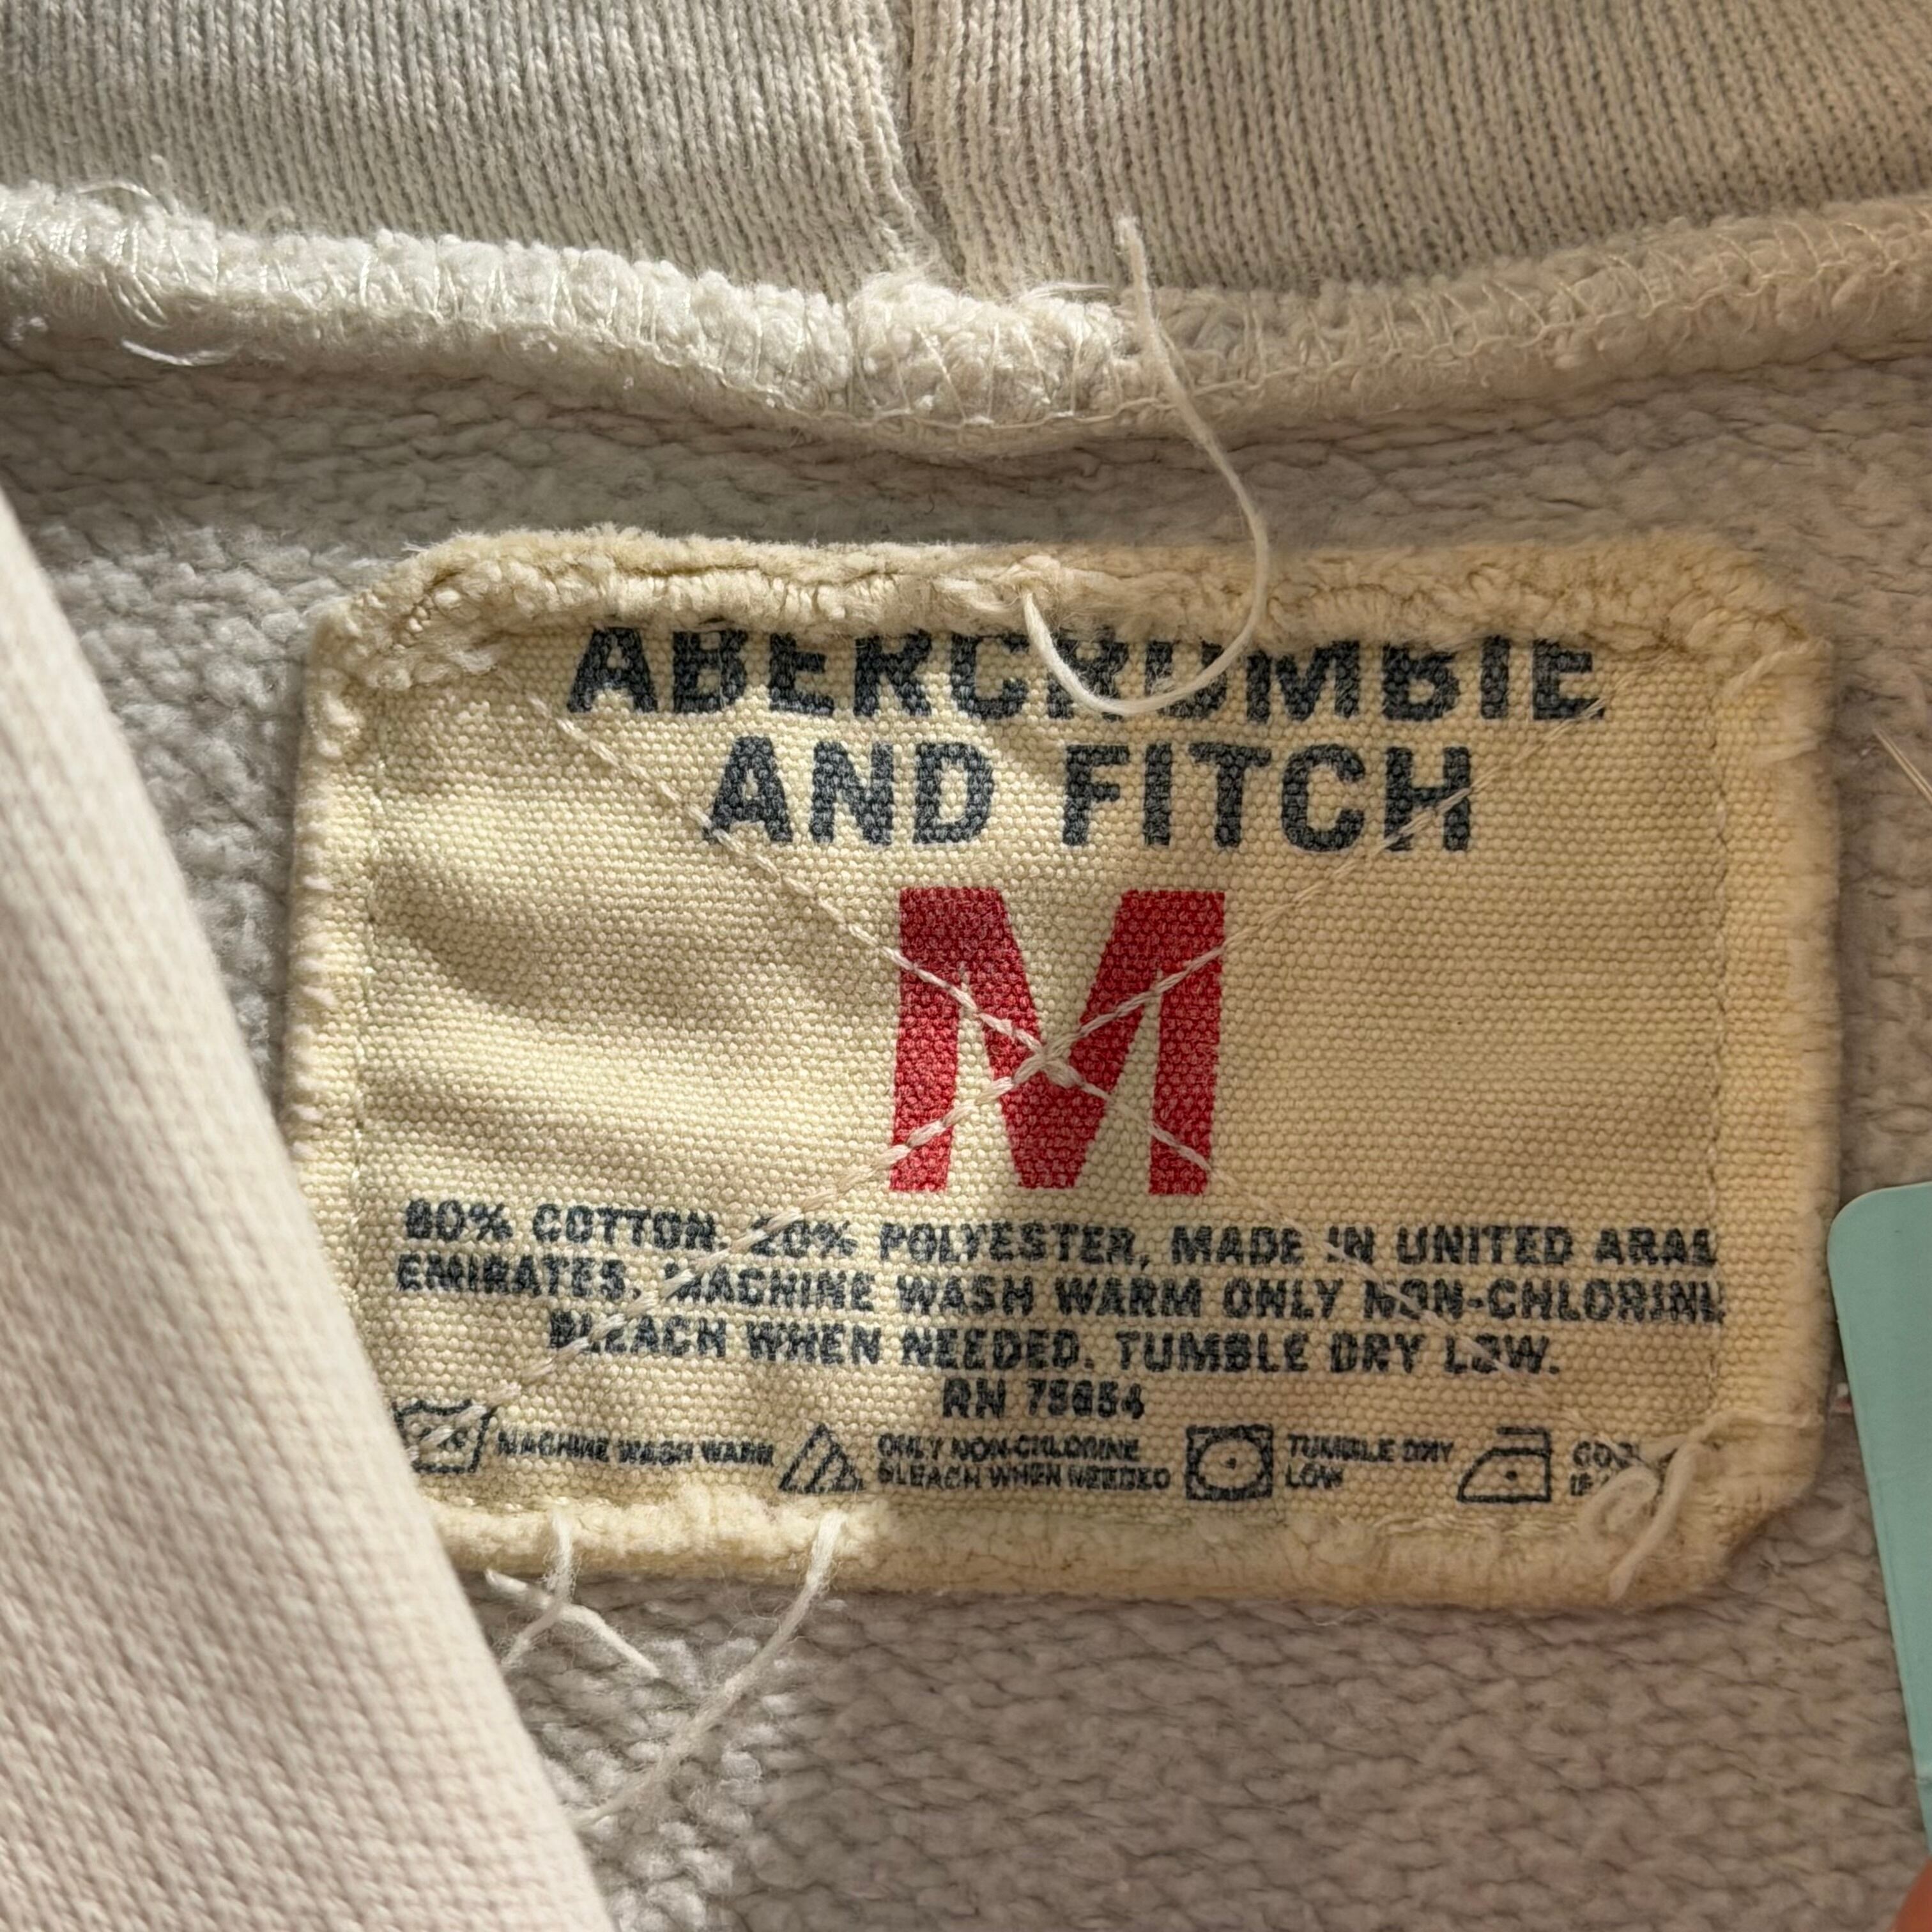 ABERCROMBIE
AND FITCH
M
80% COTTON, 20% POLYESTER, MADE IN UNITED ARAB
EMIRATES. MACHINE WASH WARM ONLY NON-CHLORINE
BLEACH WHEN NEEDED. TUMBLE DRY LOW.
RN 75654
MACHINE WASH WARM
ONLY NON-CHLORINE
BLEACH WHEN NEEDED
TUMBLE DRY
LOW
COOL